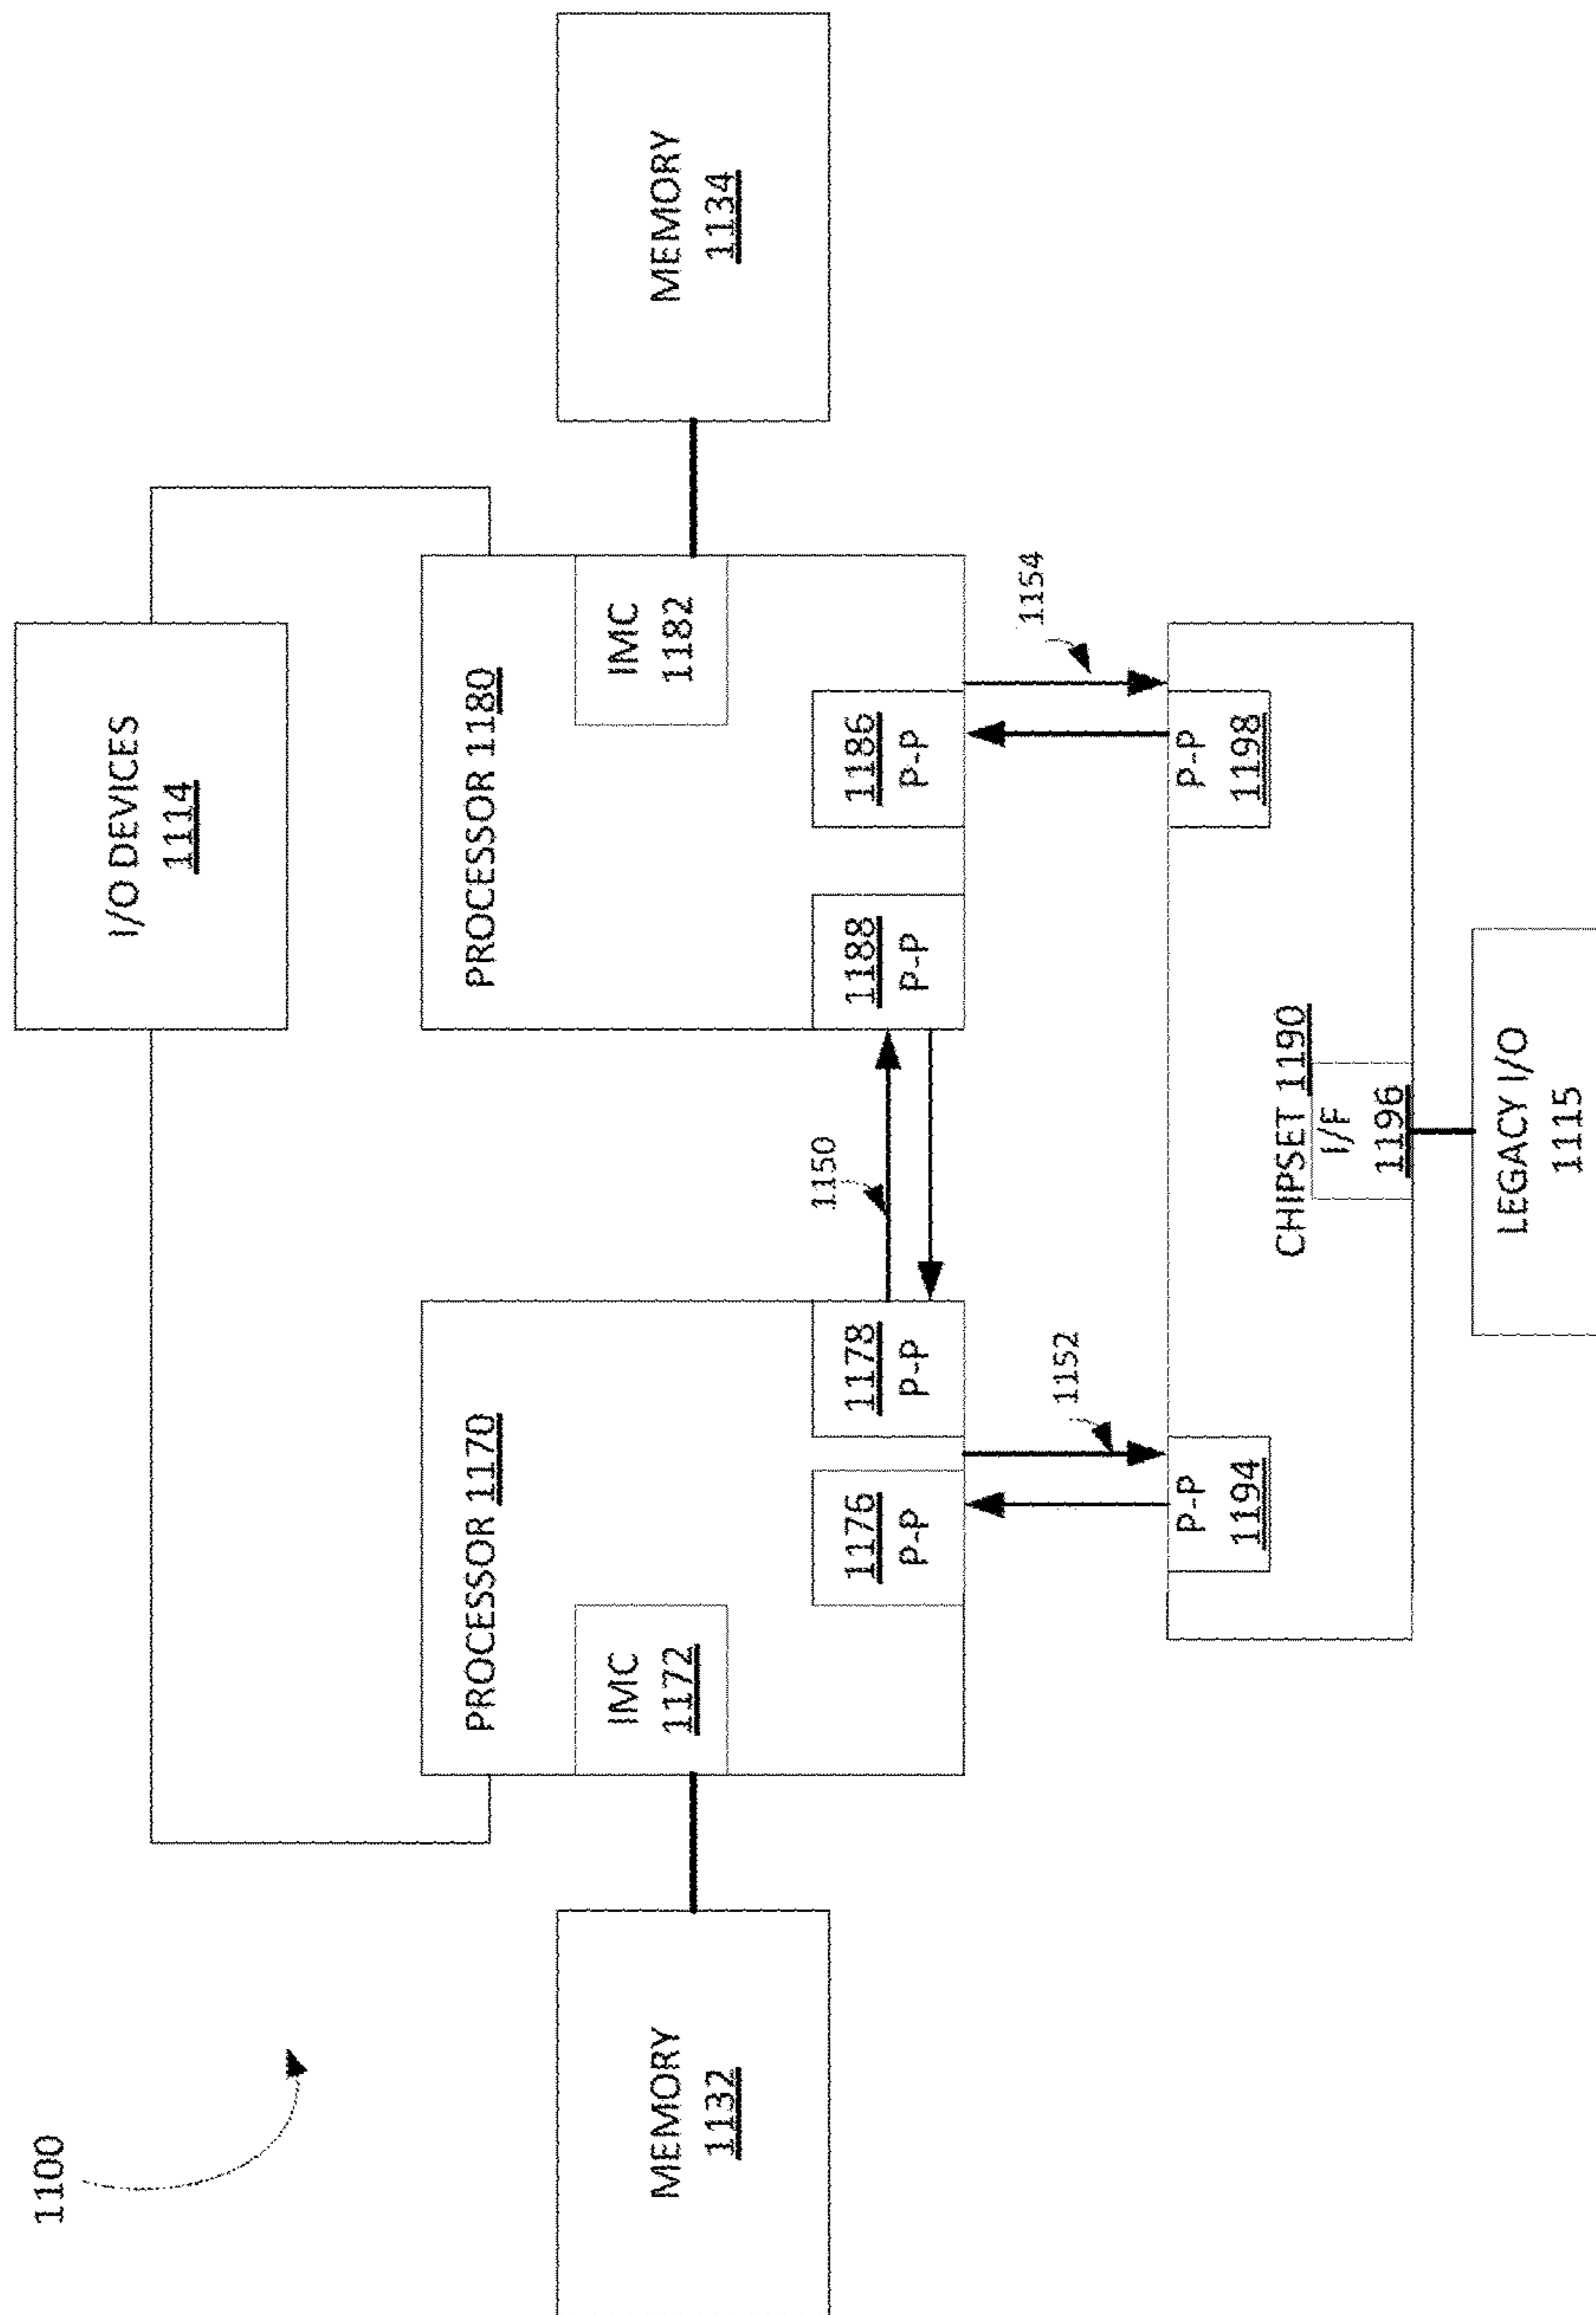 1100
I/O DEVICES
1114
PROCESSOR 1170
PROCESSOR 1180
MEMORY
1132
IMC
1172
IMC
1182
MEMORY
1134
1150
1176
P-P
1178
P-P
1188
P-P
1186
P-P
1152
1154
P-P
1194
P-P
1198
CHIPSET 1190
I/F
1196
LEGACY I/O
1115